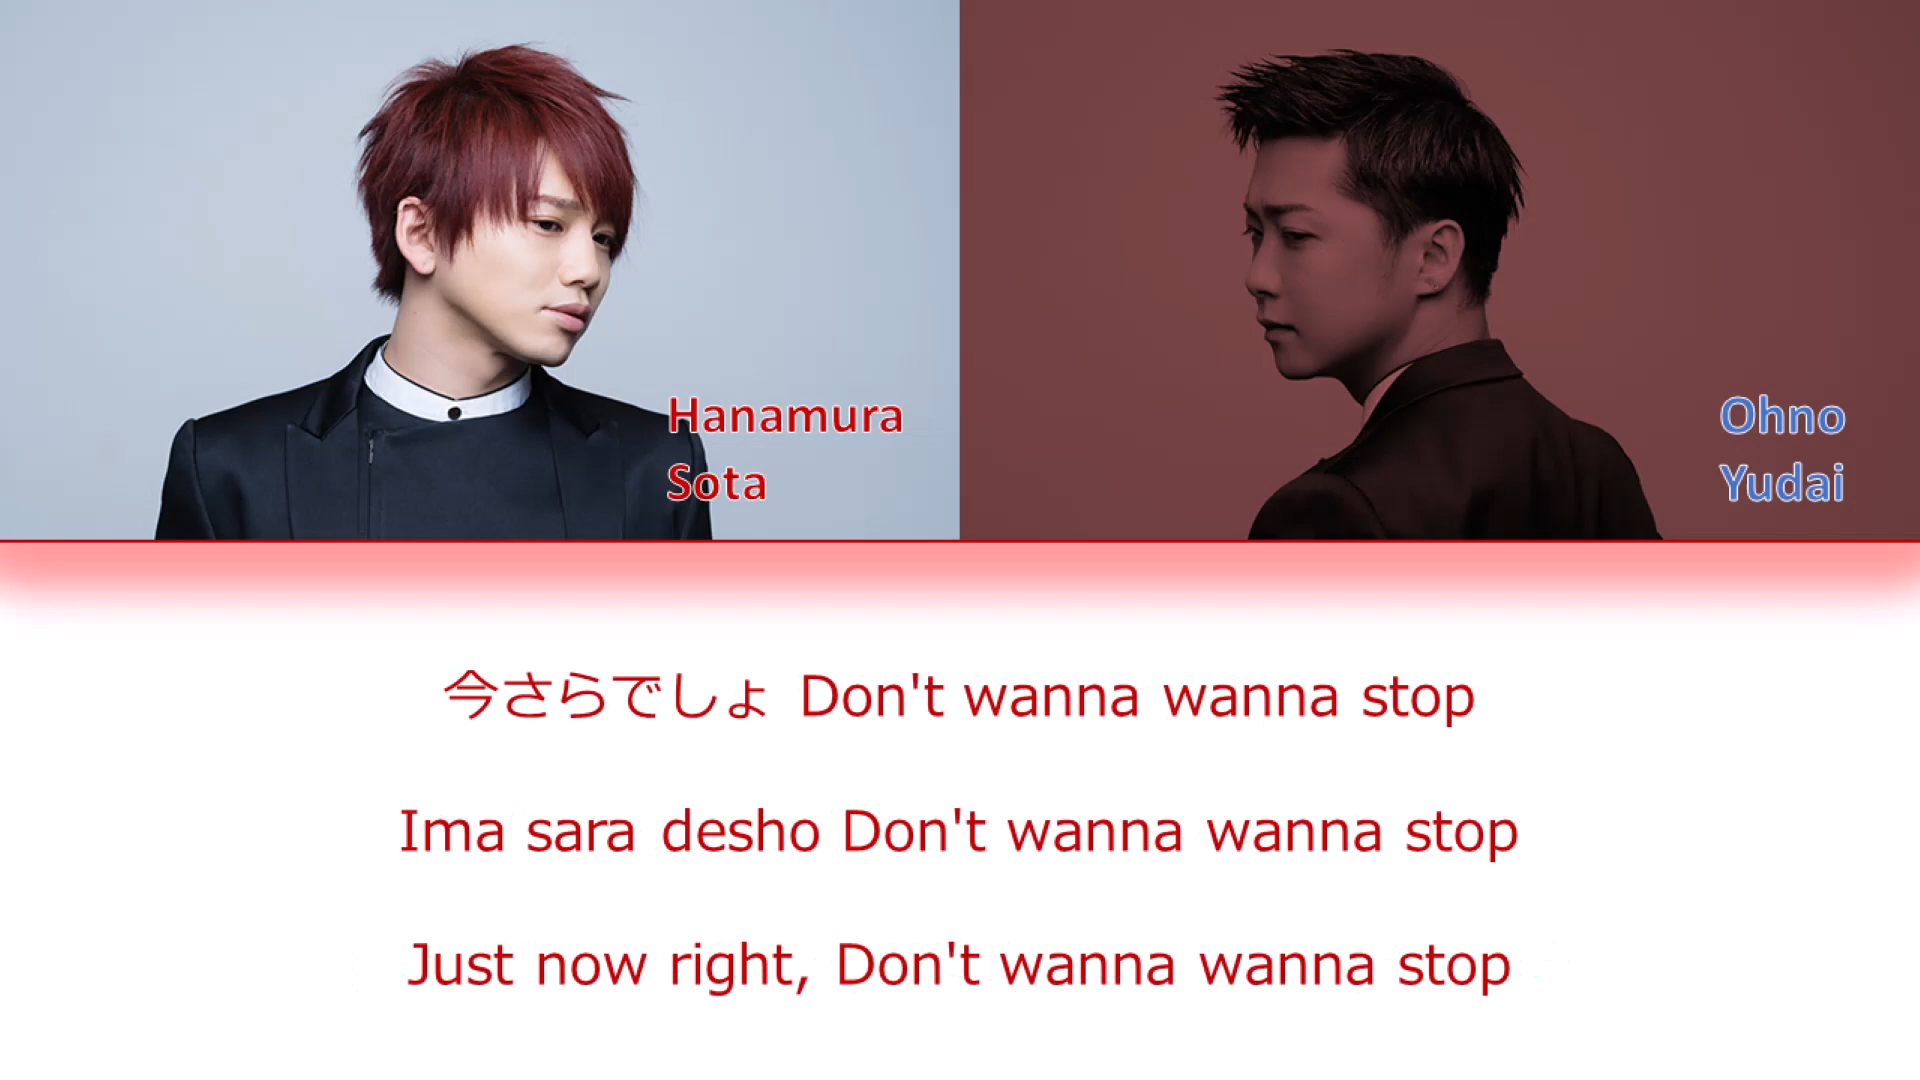 Hanamura
Sota
Ohno
Yudai
今さらでしょ Don't wanna wanna stop
Ima sara desho Don't wanna wanna stop
Just now right, Don't wanna wanna stop